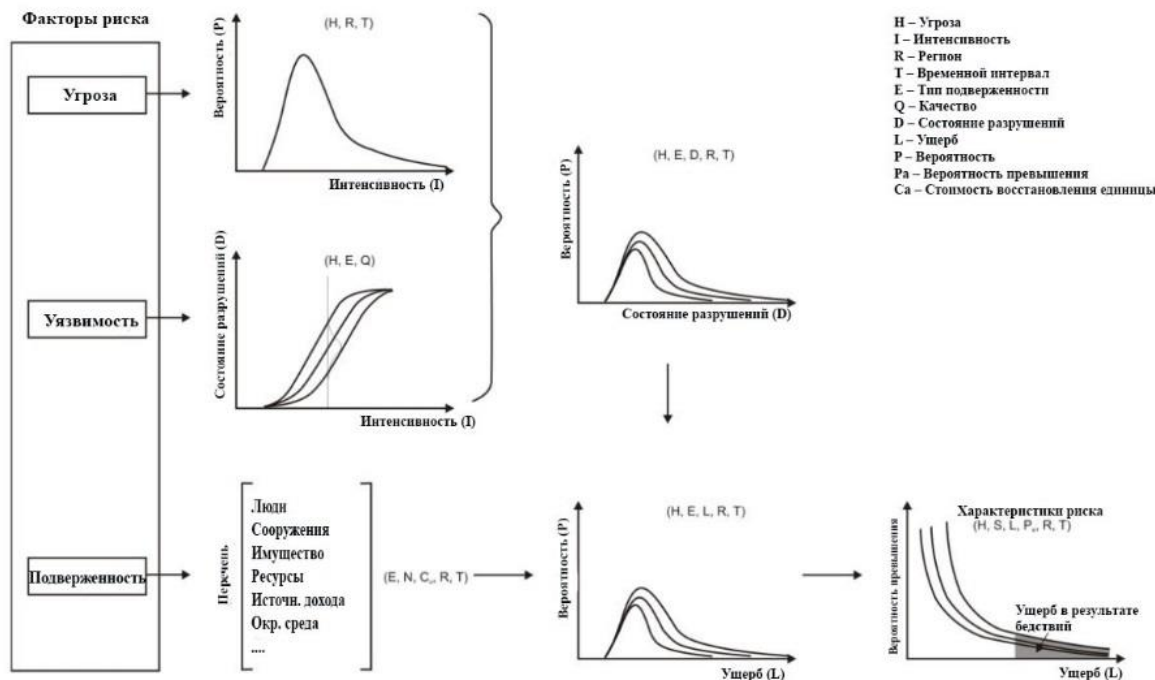 Факторы риска
Угроза
Вероятность (P)
(H, R, T)
Интенсивность (I)
Уязвимость
Состояние разрушений (D)
(H, E, Q)
Интенсивность (I)
Вероятность (P)
(H, E, D, R, T)
Состояние разрушений (D)
H – Угроза
I – Интенсивность
R – Регион
T – Временной интервал
E – Тип подверженности
Q – Качество
D – Состояние разрушений
L – Ущерб
P – Вероятность
Pa – Вероятность превышения
Ca – Стоимость восстановления единицы
Подверженность
Перечень
Люди
Сооружения
Имущество
Ресурсы
Источн. дохода
Окр. среда
....
(E, N, Cₐ, R, T)
Вероятность (P)
(H, E, L, R, T)
Ущерб (L)
Вероятность превышения
Характеристики риска
(H, S, L, Pₐ, R, T)
Ущерб в результате
бедствий
Ущерб (L)